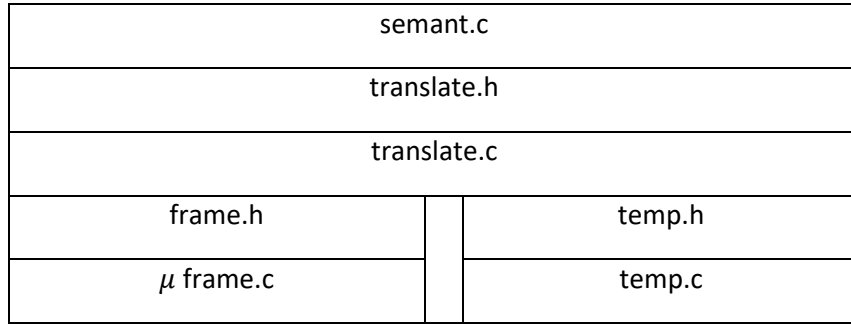 semant.c
translate.h
translate.c
frame.h temp.h
𝜇 frame.c temp.c